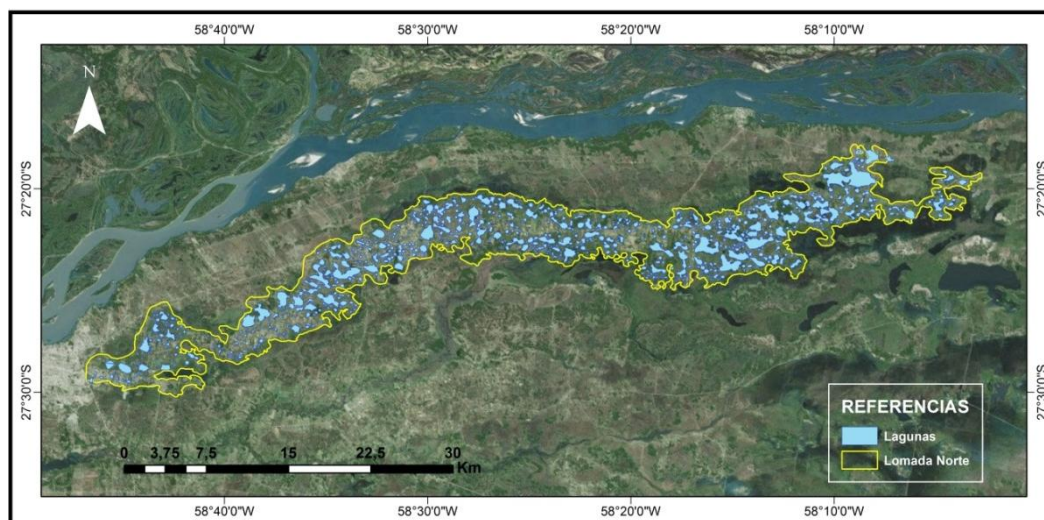 58°40'0"W 58°30'0"W 58°20'0"W 58°10'0"W
N
27°20'0"S 27°20'0"S
27°30'0"S 27°30'0"S
REFERENCIAS
Lagunas
Lomada Norte
0 3,75 7,5 15 22,5 30
Km
58°40'0"W 58°30'0"W 58°20'0"W 58°10'0"W